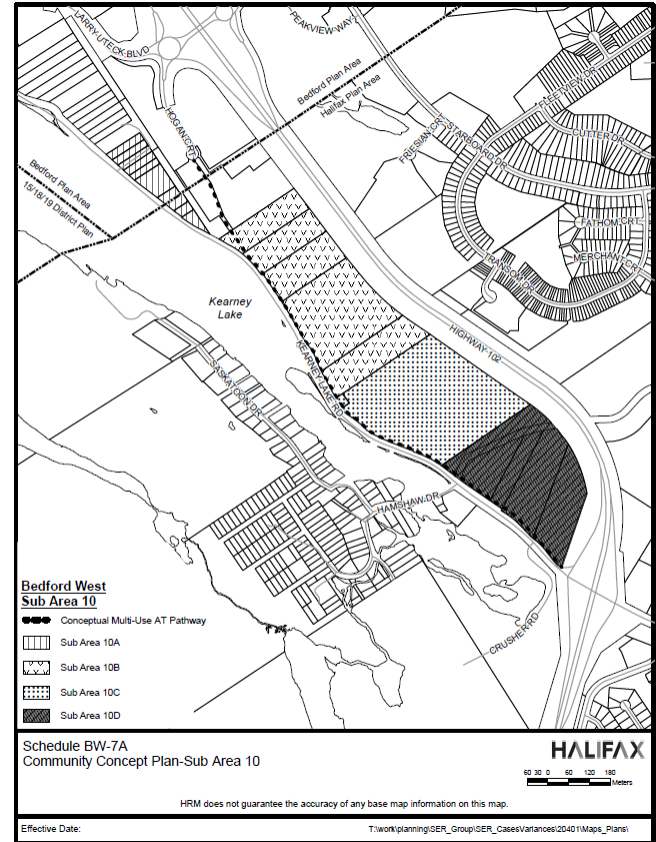 LARRY UTECK BLVD
PEAKVIEW WAY
Bedford Plan Area
Halifax Plan Area
FLEETVIEW DR
HOGAN CRT
FRIESIAN CRT
STARBOARD DR
CUTTER DR
Bedford Plan Area
15/18/19 District Plan
FATHOM CRT
MERCHANT CRT
TRANSOM DR
Kearney
Lake
HIGHWAY 102
KEARNEY LAKE RD
SASKATOON DR
HAMSHAW DR
CRUSHER RD
Bedford West
Sub Area 10
Conceptual Multi-Use AT Pathway
Sub Area 10A
Sub Area 10B
Sub Area 10C
Sub Area 10D
Schedule BW-7A
Community Concept Plan-Sub Area 10
HALIFAX
60 30 0 60 120 180
Meters
HRM does not guarantee the accuracy of any base map information on this map.
Effective Date:
T:\work\planning\SER_Group\SER_CasesVariances\20401\Maps_Plans\